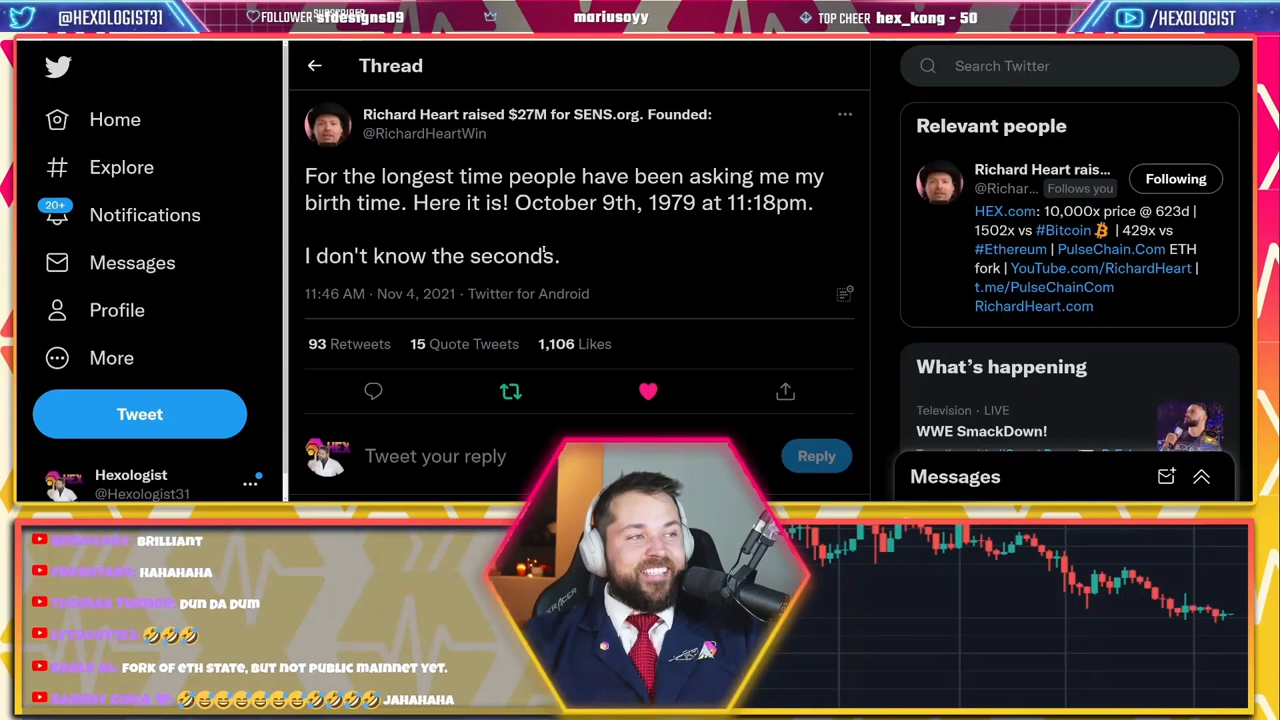 @HEXOLOGIST31
FOLLOWER
SUBSCRIBER
sfdesigns09
mariusoyy
TOP CHEER hex_kong - 50
/HEXOLOGIST
Home
Explore
20+
Notifications
Messages
Profile
More
Tweet
Hexologist
@Hexologist31
Thread
Richard Heart raised $27M for SENS.org. Founded:
@RichardHeartWin
For the longest time people have been asking me my
birth time. Here it is! October 9th, 1979 at 11:18pm.
I don't know the seconds.
11:46 AM · Nov 4, 2021 · Twitter for Android
93 Retweets 15 Quote Tweets 1,106 Likes
Tweet your reply
Reply
Search Twitter
Relevant people
Richard Heart rais...
@Richar... Follows you
Following
HEX.com: 10,000x price @ 623d |
1502x vs #Bitcoin | 429x vs
#Ethereum | PulseChain.Com ETH
fork | YouTube.com/RichardHeart |
t.me/PulseChainCom
RichardHeart.com
What's happening
Television · LIVE
WWE SmackDown!
Messages
BRILLIANT
HAHAHAHA
DUN DA DUM
🤣🤣🤣
FORK OF ETH STATE, BUT NOT PUBLIC MAINNET YET.
JAHAHAHA
HEX
XRACER